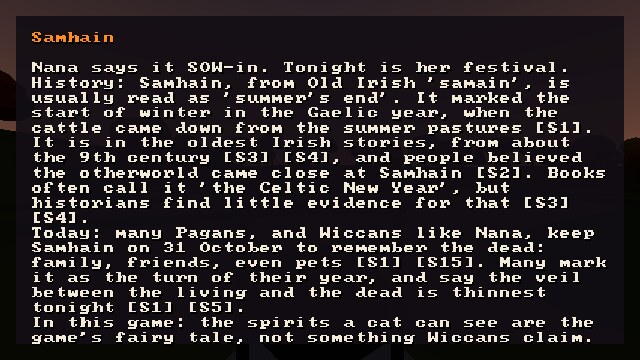 Samhain
Nana says it SOW-in. Tonight is her festival.
History: Samhain, from Old Irish 'samain', is
usually read as 'summer's end'. It marked the
start of winter in the Gaelic year, when the
cattle came down from the summer pastures [S1].
It is in the oldest Irish stories, from about
the 9th century [S3] [S4], and people believed
the otherworld came close at Samhain [S2]. Books
often call it 'the Celtic New Year', but
historians find little evidence for that [S3]
[S4].
Today: many Pagans, and Wiccans like Nana, keep
Samhain on 31 October to remember the dead:
family, friends, even pets [S1] [S15]. Many mark
it as the turn of their year, and say the veil
between the living and the dead is thinnest
tonight [S1] [S5].
In this game: the spirits a cat can see are the
game's fairy tale, not something Wiccans claim.